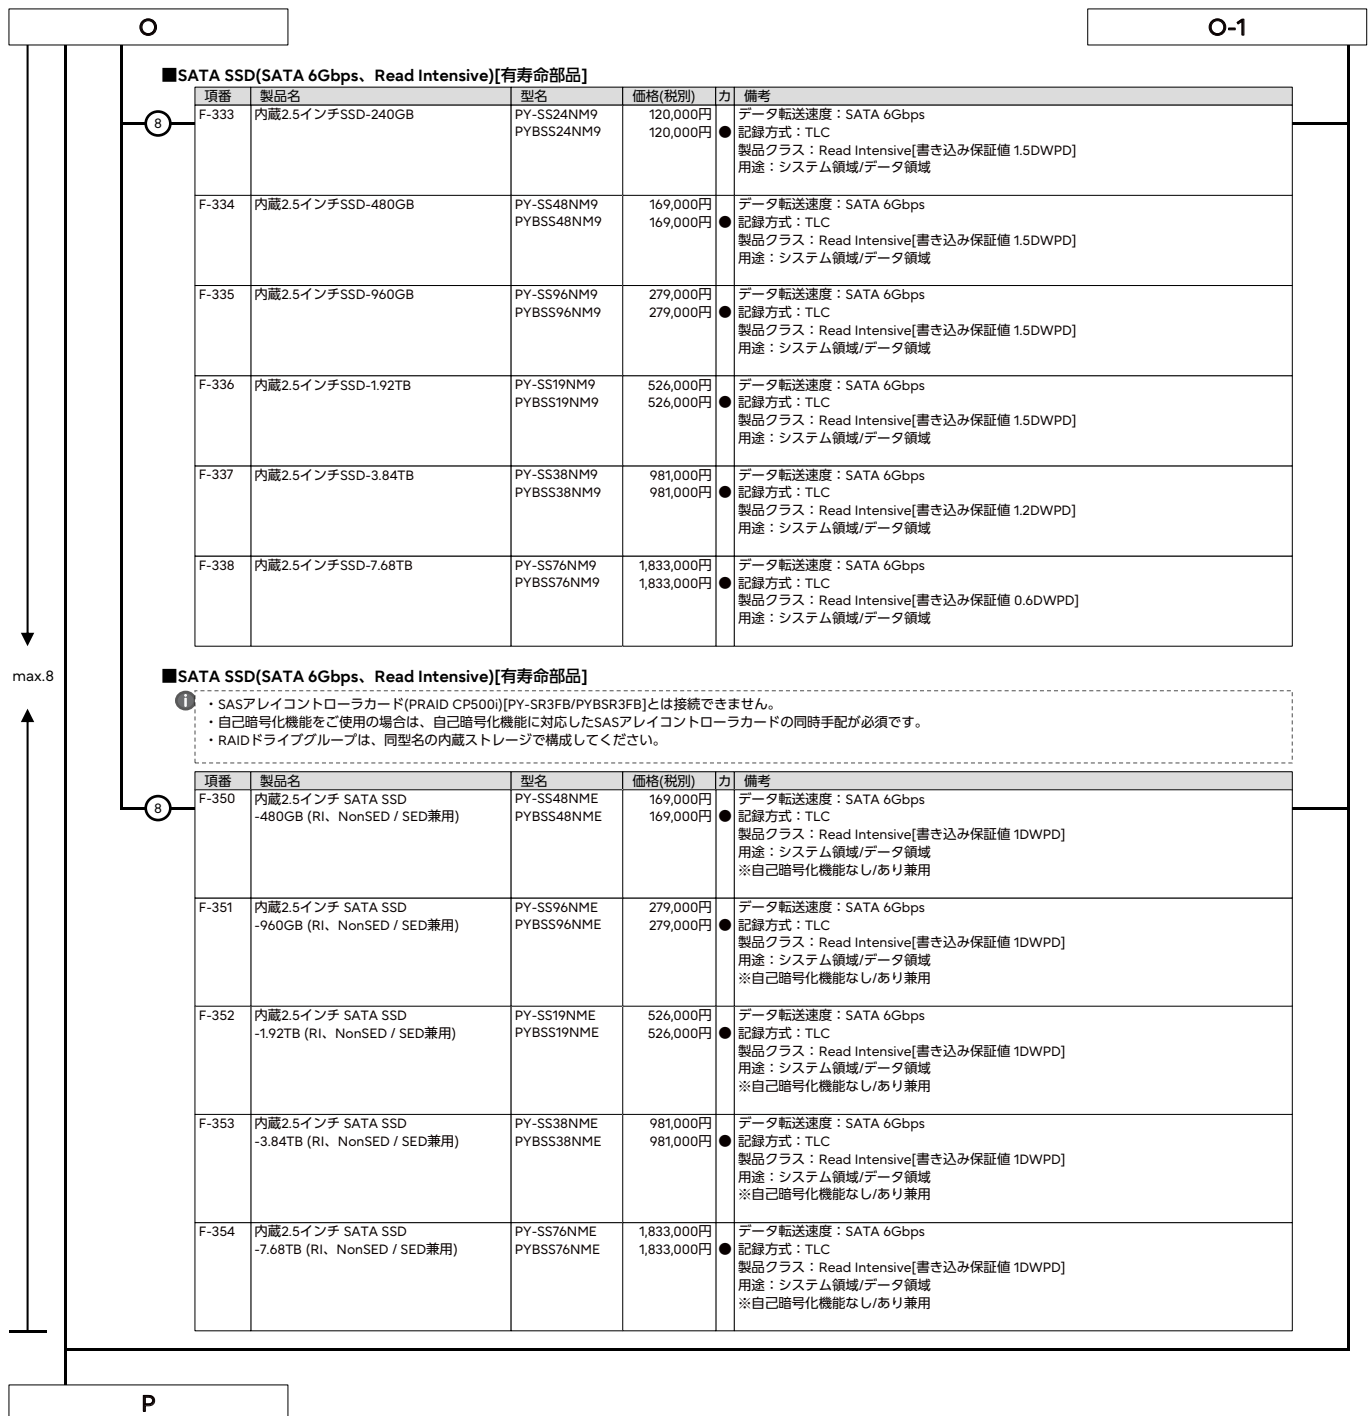 O
O-1
■SATA SSD(SATA 6Gbps、Read Intensive)[有寿命部品]
項番 製品名 型名 価格(税別) カ 備考
F-333 内蔵2.5インチSSD-240GB PY-SS24NM9 120,000円 データ転送速度：SATA 6Gbps
PYBSS24NM9 120,000円 ● 記録方式：TLC
製品クラス：Read Intensive[書き込み保証値 1.5DWPD]
用途：システム領域/データ領域
8
F-334 内蔵2.5インチSSD-480GB PY-SS48NM9 169,000円 データ転送速度：SATA 6Gbps
PYBSS48NM9 169,000円 ● 記録方式：TLC
製品クラス：Read Intensive[書き込み保証値 1.5DWPD]
用途：システム領域/データ領域
F-335 内蔵2.5インチSSD-960GB PY-SS96NM9 279,000円 データ転送速度：SATA 6Gbps
PYBSS96NM9 279,000円 ● 記録方式：TLC
製品クラス：Read Intensive[書き込み保証値 1.5DWPD]
用途：システム領域/データ領域
F-336 内蔵2.5インチSSD-1.92TB PY-SS19NM9 526,000円 データ転送速度：SATA 6Gbps
PYBSS19NM9 526,000円 ● 記録方式：TLC
製品クラス：Read Intensive[書き込み保証値 1.5DWPD]
用途：システム領域/データ領域
F-337 内蔵2.5インチSSD-3.84TB PY-SS38NM9 981,000円 データ転送速度：SATA 6Gbps
PYBSS38NM9 981,000円 ● 記録方式：TLC
製品クラス：Read Intensive[書き込み保証値 1.2DWPD]
用途：システム領域/データ領域
F-338 内蔵2.5インチSSD-7.68TB PY-SS76NM9 1,833,000円 データ転送速度：SATA 6Gbps
PYBSS76NM9 1,833,000円 ● 記録方式：TLC
製品クラス：Read Intensive[書き込み保証値 0.6DWPD]
用途：システム領域/データ領域
max.8
■SATA SSD(SATA 6Gbps、Read Intensive)[有寿命部品]
i ・SASアレイコントローラカード(PRAID CP500i)[PY-SR3FB/PYBSR3FB]とは接続できません。
・自己暗号化機能をご使用の場合は、自己暗号化機能に対応したSASアレイコントローラカードの同時手配が必須です。
・RAIDドライブグループは、同型名の内蔵ストレージで構成してください。
項番 製品名 型名 価格(税別) カ 備考
F-350 内蔵2.5インチ SATA SSD PY-SS48NME 169,000円 データ転送速度：SATA 6Gbps
8 -480GB (RI、NonSED / SED兼用) PYBSS48NME 169,000円 ● 記録方式：TLC
製品クラス：Read Intensive[書き込み保証値 1DWPD]
用途：システム領域/データ領域
※自己暗号化機能なし/あり兼用
F-351 内蔵2.5インチ SATA SSD PY-SS96NME 279,000円 データ転送速度：SATA 6Gbps
-960GB (RI、NonSED / SED兼用) PYBSS96NME 279,000円 ● 記録方式：TLC
製品クラス：Read Intensive[書き込み保証値 1DWPD]
用途：システム領域/データ領域
※自己暗号化機能なし/あり兼用
F-352 内蔵2.5インチ SATA SSD PY-SS19NME 526,000円 データ転送速度：SATA 6Gbps
-1.92TB (RI、NonSED / SED兼用) PYBSS19NME 526,000円 ● 記録方式：TLC
製品クラス：Read Intensive[書き込み保証値 1DWPD]
用途：システム領域/データ領域
※自己暗号化機能なし/あり兼用
F-353 内蔵2.5インチ SATA SSD PY-SS38NME 981,000円 データ転送速度：SATA 6Gbps
-3.84TB (RI、NonSED / SED兼用) PYBSS38NME 981,000円 ● 記録方式：TLC
製品クラス：Read Intensive[書き込み保証値 1DWPD]
用途：システム領域/データ領域
※自己暗号化機能なし/あり兼用
F-354 内蔵2.5インチ SATA SSD PY-SS76NME 1,833,000円 データ転送速度：SATA 6Gbps
-7.68TB (RI、NonSED / SED兼用) PYBSS76NME 1,833,000円 ● 記録方式：TLC
製品クラス：Read Intensive[書き込み保証値 1DWPD]
用途：システム領域/データ領域
※自己暗号化機能なし/あり兼用
P